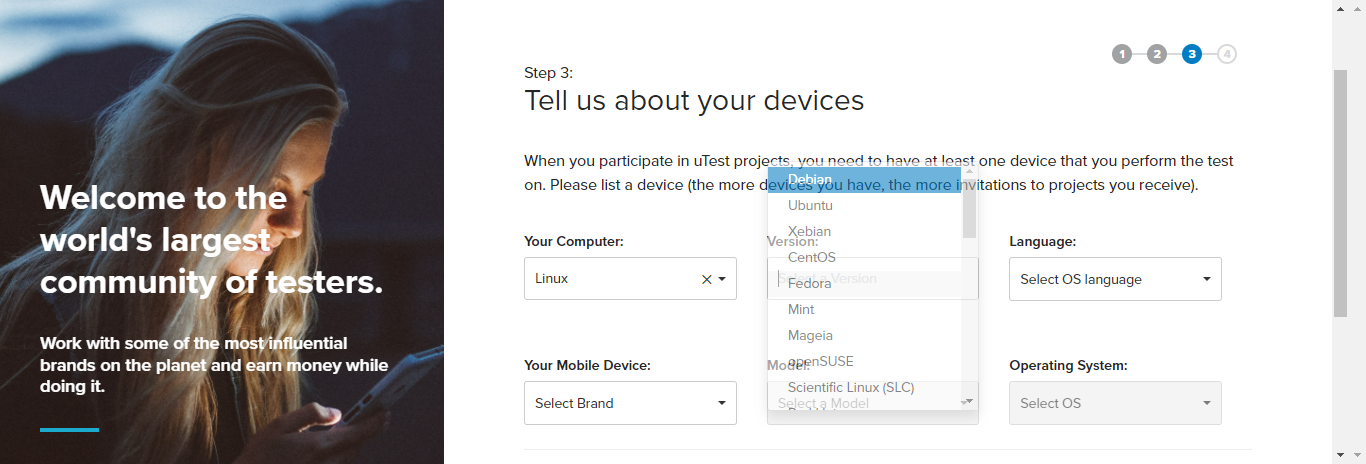 Welcome to the
world's largest
community of testers.
Work with some of the most influential
brands on the planet and earn money while
doing it.
1 2 3 4
Step 3:
Tell us about your devices
When you participate in uTest projects, you need to have at least one device that you perform the test
on. Please list a device (the more devices you have, the more invitations to projects you receive).
Your Computer:
Linux
Version:
Select a Version
Debian
Ubuntu
Xebian
CentOS
Fedora
Mint
Mageia
openSUSE
Scientific Linux (SLC)
Language:
Select OS language
Your Mobile Device:
Select Brand
Model:
Select a Model
Operating System:
Select OS